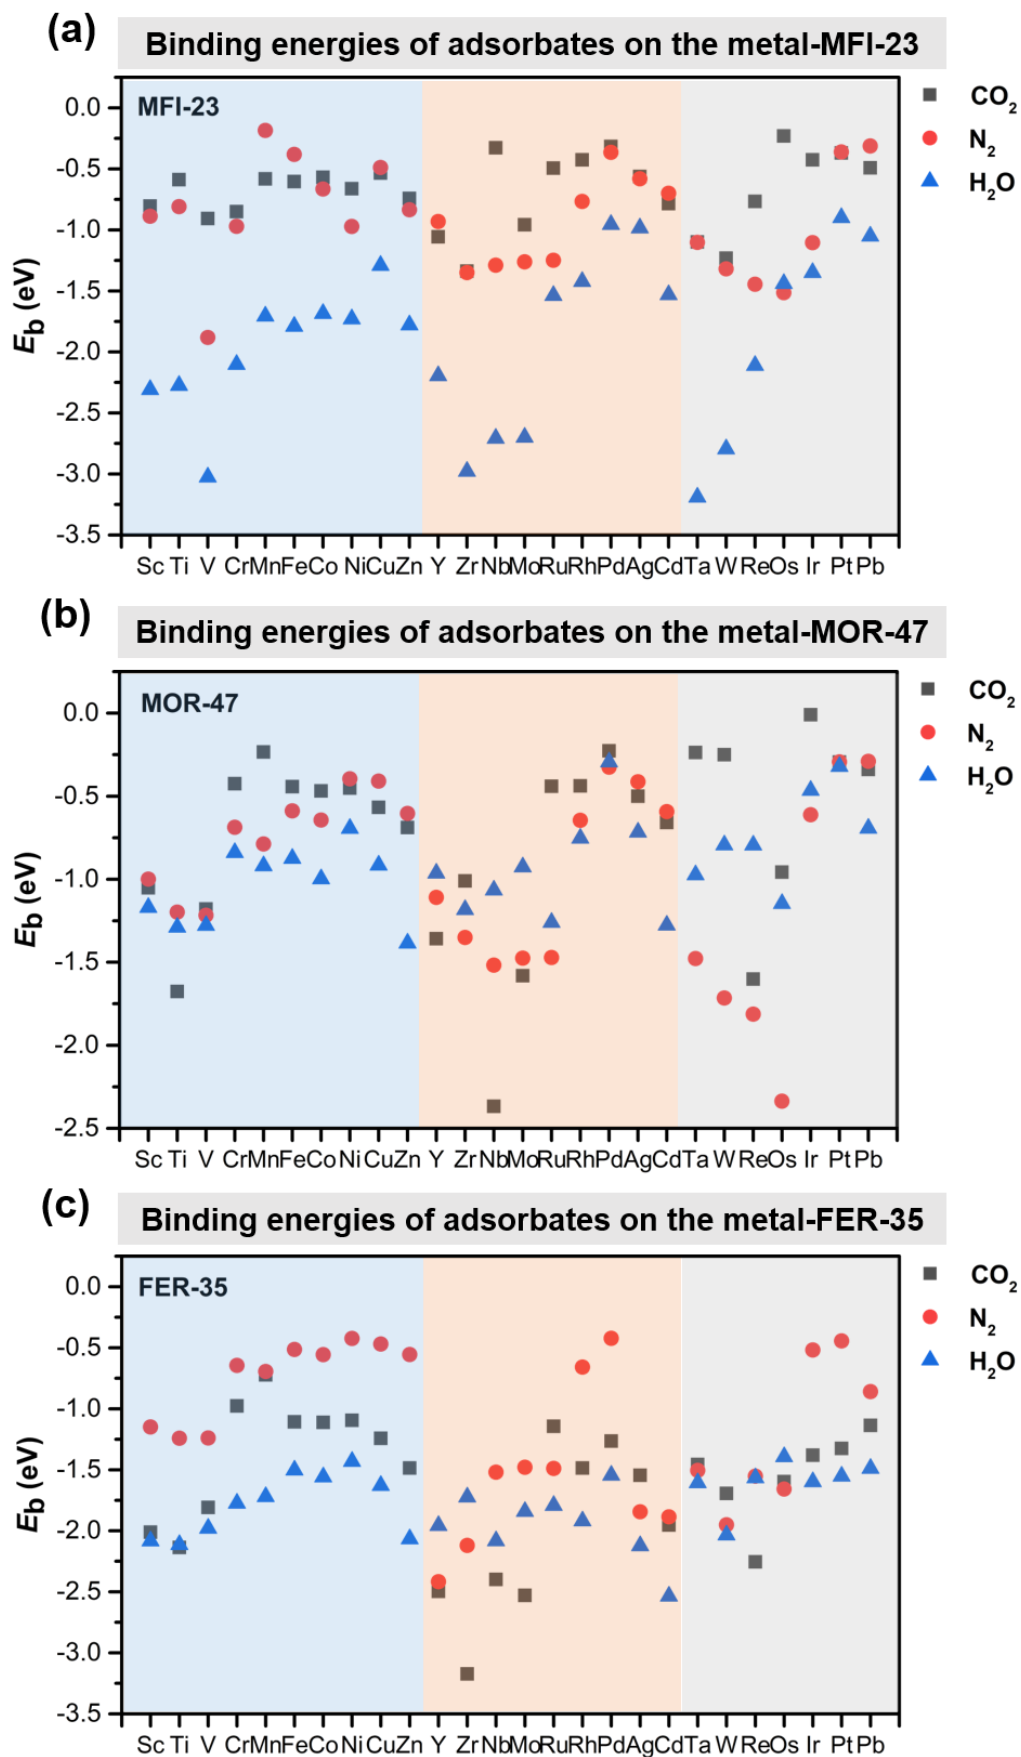 (a)
Binding energies of adsorbates on the metal-MFI-23
MFI-23
CO₂
N₂
H₂O
E_b (eV)
0.0
-0.5
-1.0
-1.5
-2.0
-2.5
-3.0
-3.5
Sc Ti V Cr Mn Fe Co Ni Cu Zn Y Zr Nb Mo Ru Rh Pd Ag Cd Ta W Re Os Ir Pt Pb
(b)
Binding energies of adsorbates on the metal-MOR-47
MOR-47
CO₂
N₂
H₂O
E_b (eV)
0.0
-0.5
-1.0
-1.5
-2.0
-2.5
Sc Ti V Cr Mn Fe Co Ni Cu Zn Y Zr Nb Mo Ru Rh Pd Ag Cd Ta W Re Os Ir Pt Pb
(c)
Binding energies of adsorbates on the metal-FER-35
FER-35
CO₂
N₂
H₂O
E_b (eV)
0.0
-0.5
-1.0
-1.5
-2.0
-2.5
-3.0
-3.5
Sc Ti V Cr Mn Fe Co Ni Cu Zn Y Zr Nb Mo Ru Rh Pd Ag Cd Ta W Re Os Ir Pt Pb